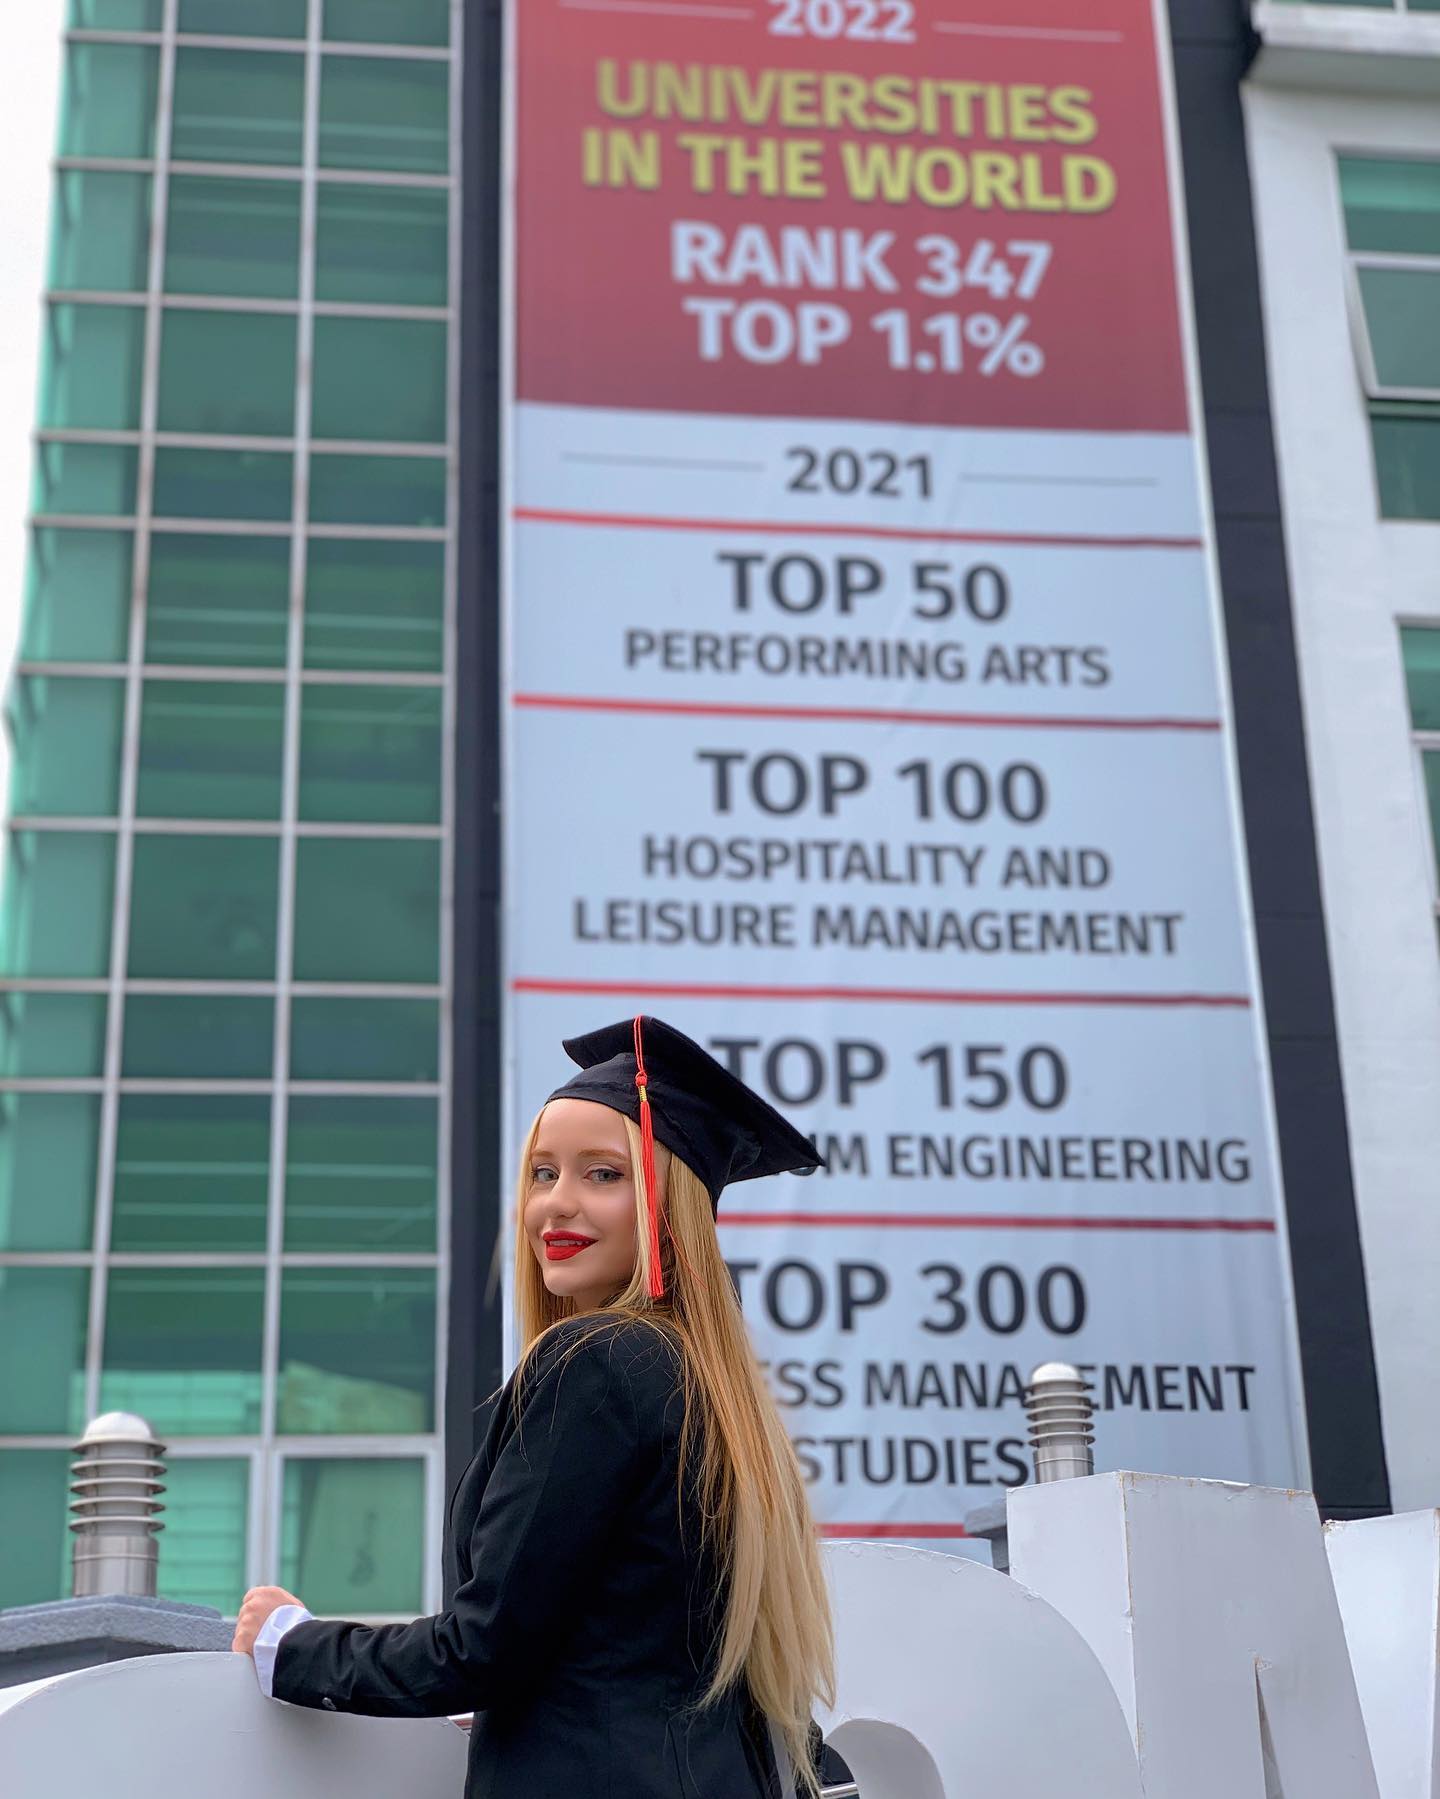 2022
UNIVERSITIES
IN THE WORLD
RANK 347
TOP 1.1%
2021
TOP 50
PERFORMING ARTS
TOP 100
HOSPITALITY AND
LEISURE MANAGEMENT
TOP 150
ENGINEERING
TOP 300
MANAGEMENT
STUDIES